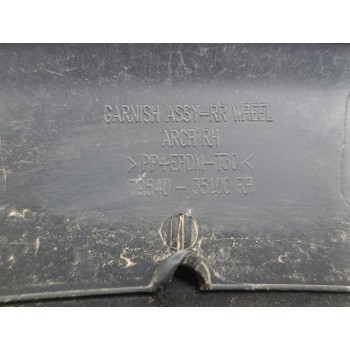 GARNISH ASSY-RR WHEEL
ARCH RH
>PP+EPDM-T30<